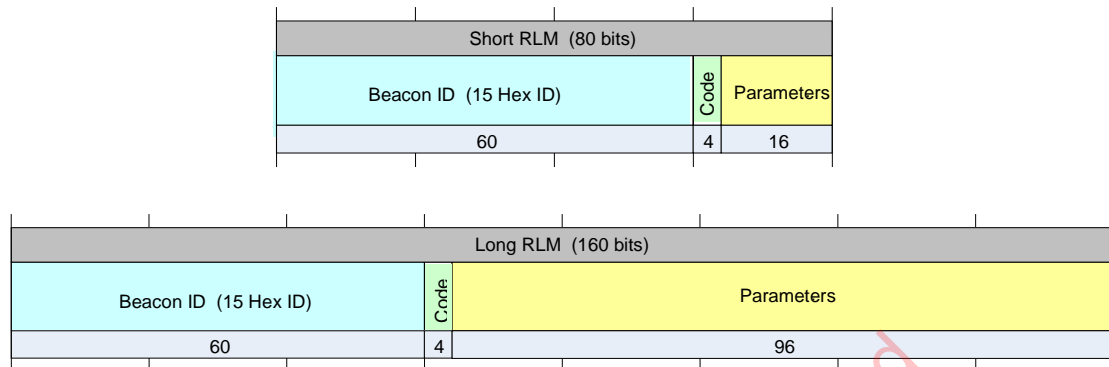 Short RLM (80 bits)
Beacon ID (15 Hex ID) Code Parameters
60 4 16
Long RLM (160 bits)
Beacon ID (15 Hex ID) Code Parameters
60 4 96